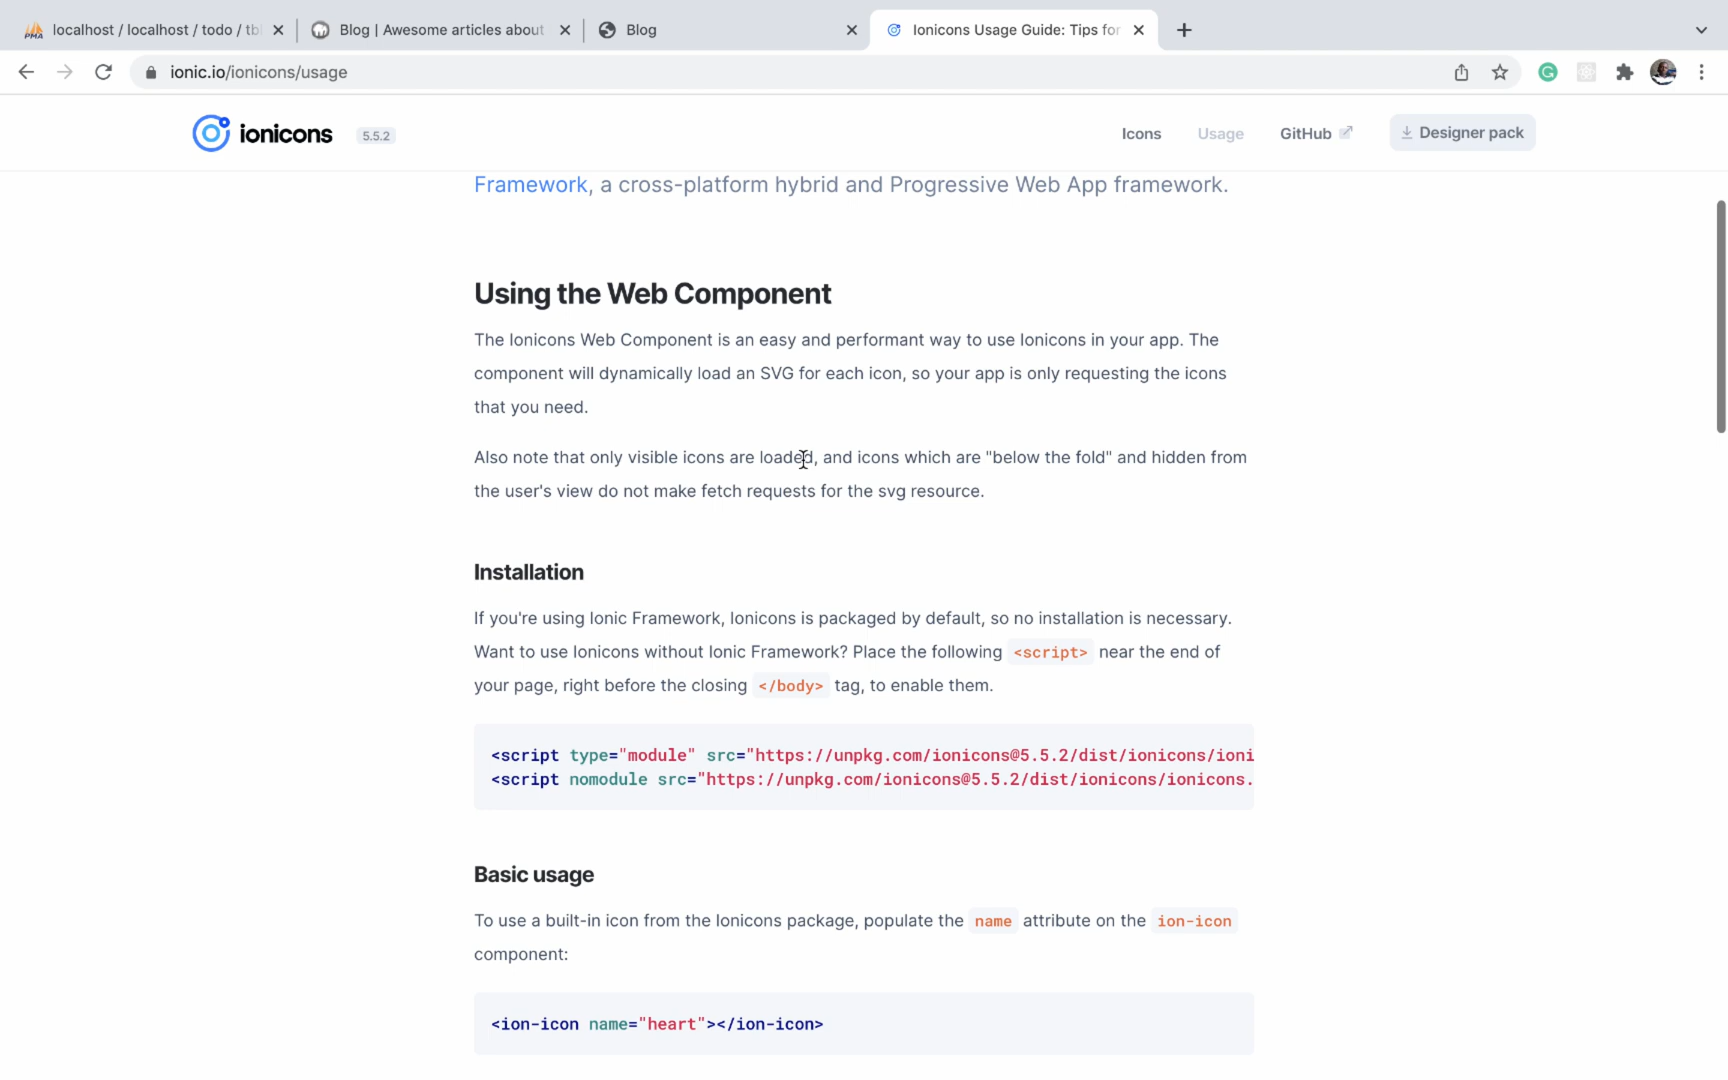 localhost / localhost / todo / tbl
Blog | Awesome articles about
Blog
Ionicons Usage Guide: Tips for
ionic.io/ionicons/usage
ionicons 5.5.2
Icons
Usage
GitHub
Designer pack
Framework, a cross-platform hybrid and Progressive Web App framework.
Using the Web Component
The Ionicons Web Component is an easy and performant way to use Ionicons in your app. The
component will dynamically load an SVG for each icon, so your app is only requesting the icons
that you need.
Also note that only visible icons are loaded, and icons which are "below the fold" and hidden from
the user's view do not make fetch requests for the svg resource.
Installation
If you're using Ionic Framework, Ionicons is packaged by default, so no installation is necessary.
Want to use Ionicons without Ionic Framework? Place the following <script> near the end of
your page, right before the closing </body> tag, to enable them.
<script type="module" src="https://unpkg.com/ionicons@5.5.2/dist/ionicons/ioni
<script nomodule src="https://unpkg.com/ionicons@5.5.2/dist/ionicons/ionicons.
Basic usage
To use a built-in icon from the Ionicons package, populate the name attribute on the ion-icon
component:
<ion-icon name="heart"></ion-icon>